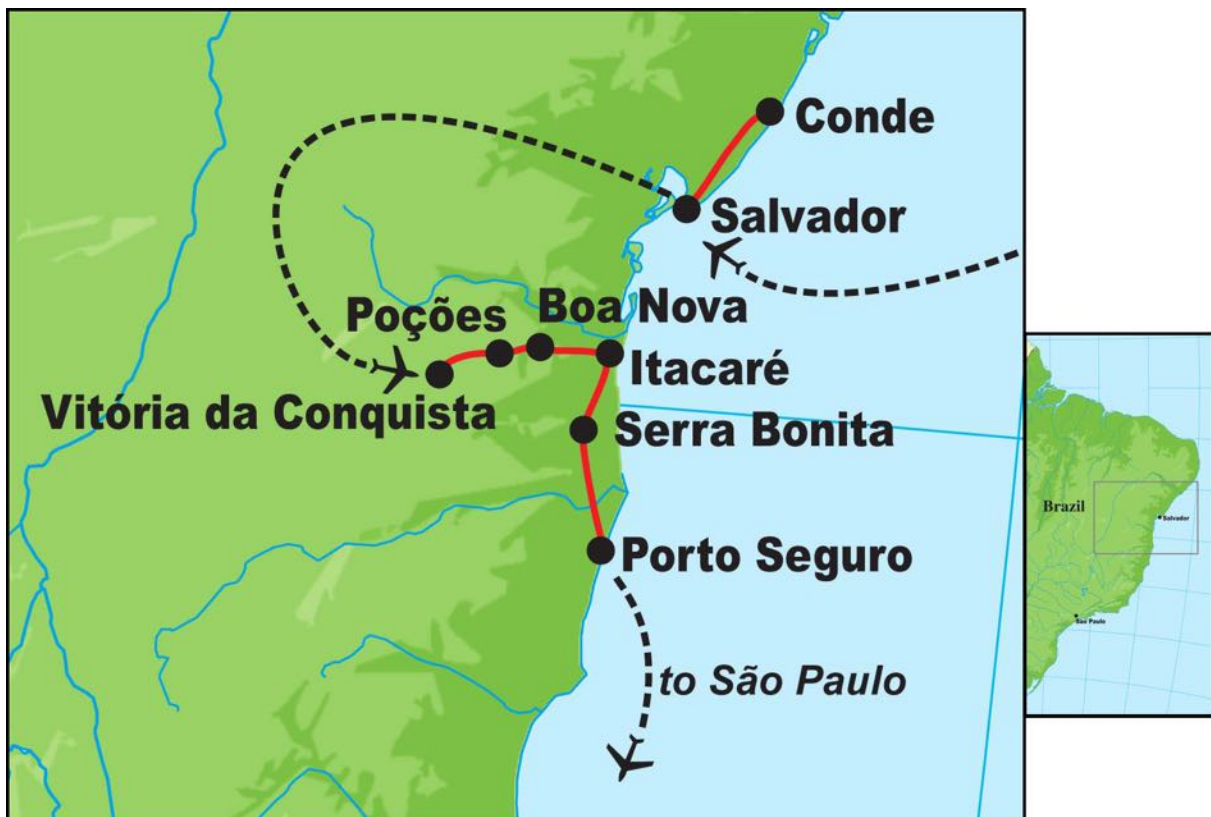 Conde
Salvador
Boa Nova
Poções
Itacaré
Vitória da Conquista
Serra Bonita
Porto Seguro
to São Paulo
Brazil
Salvador
São Paulo